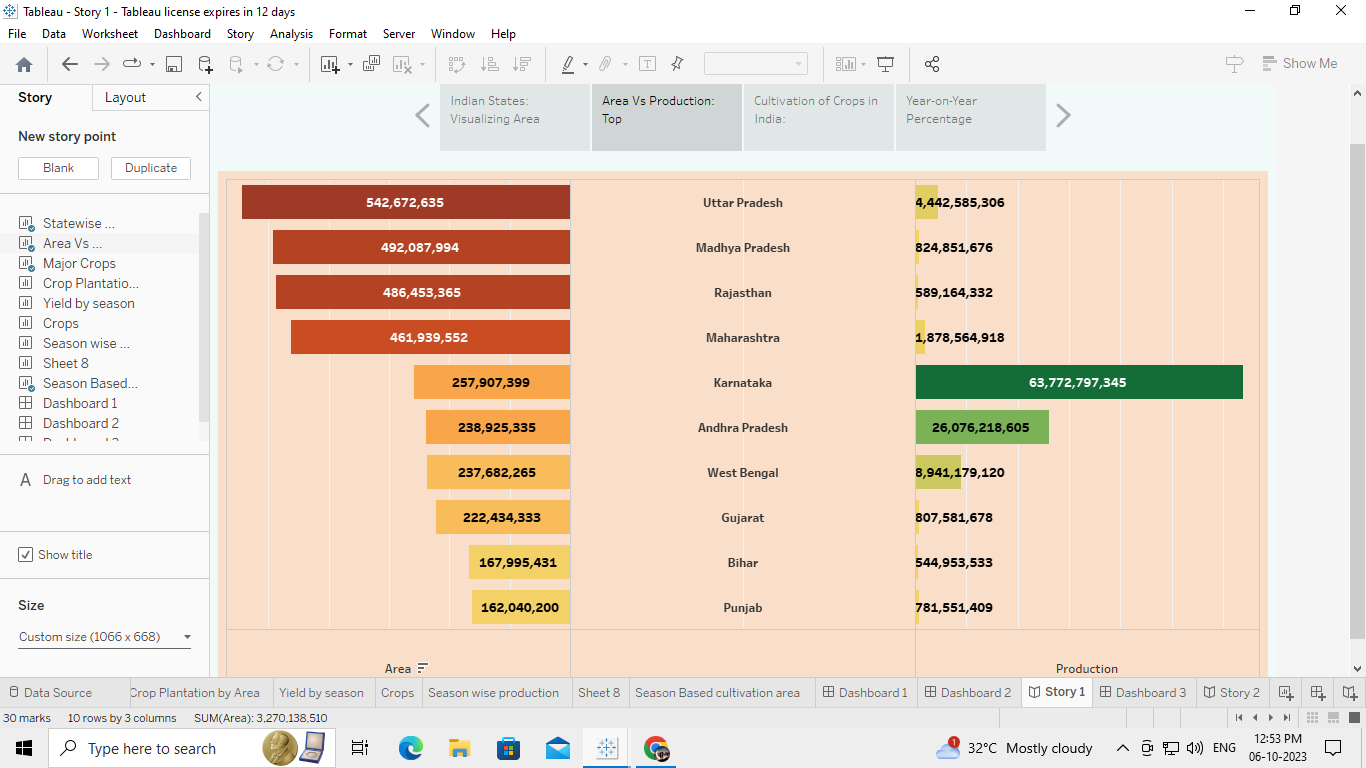 Tableau - Story 1 - Tableau license expires in 12 days
File Data Worksheet Dashboard Story Analysis Format Server Window Help
Show Me
Story Layout
New story point
Blank Duplicate
Statewise ...
Area Vs ...
Major Crops
Crop Plantatio...
Yield by season
Crops
Season wise ...
Sheet 8
Season Based...
Dashboard 1
Dashboard 2
A Drag to add text
Show title
Size
Custom size (1066 x 668)
Indian States:
Visualizing Area
Area Vs Production:
Top
Cultivation of Crops in
India:
Year-on-Year
Percentage
542,672,635 Uttar Pradesh 4,442,585,306
492,087,994 Madhya Pradesh 824,851,676
486,453,365 Rajasthan 589,164,332
461,939,552 Maharashtra 1,878,564,918
257,907,399 Karnataka 63,772,797,345
238,925,335 Andhra Pradesh 26,076,218,605
237,682,265 West Bengal 8,941,179,120
222,434,333 Gujarat 807,581,678
167,995,431 Bihar 544,953,533
162,040,200 Punjab 781,551,409
Area Production
Data Source Crop Plantation by Area Yield by season Crops Season wise production Sheet 8 Season Based cultivation area Dashboard 1 Dashboard 2 Story 1 Dashboard 3 Story 2
30 marks 10 rows by 3 columns SUM(Area): 3,270,138,510
Type here to search 1 32°C Mostly cloudy ENG 12:53 PM
06-10-2023